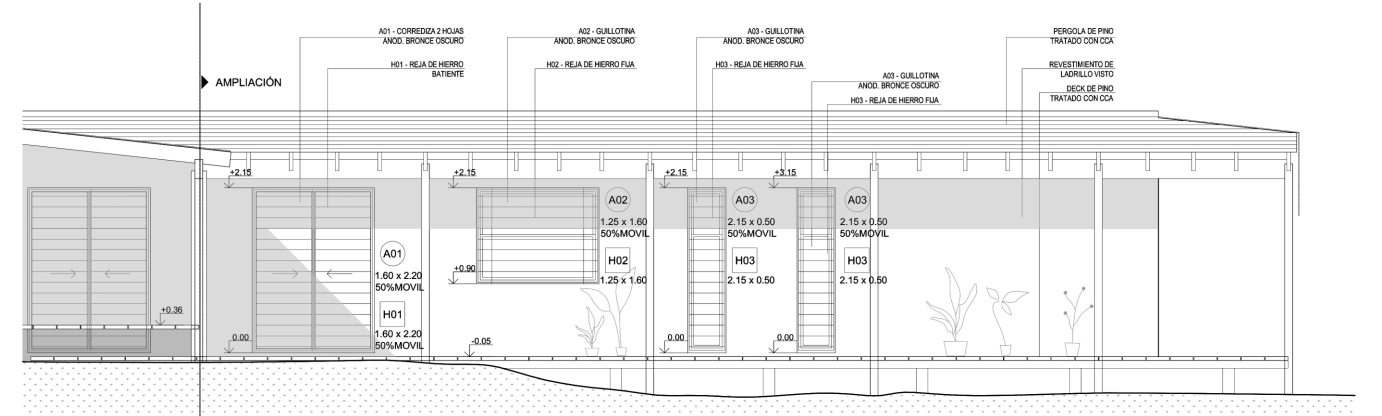 A01 - CORREDIZA 2 HOJAS
ANOD. BRONCE OSCURO
H01 - REJA DE HIERRO
BATIENTE
A02 - GUILLOTINA
ANOD. BRONCE OSCURO
H02 - REJA DE HIERRO FIJA
A03 - GUILLOTINA
ANOD. BRONCE OSCURO
H03 - REJA DE HIERRO FIJA
A03 - GUILLOTINA
ANOD. BRONCE OSCURO
H03 - REJA DE HIERRO FIJA
PERGOLA DE PINO
TRATADO CON CCA
REVESTIMIENTO DE
LADRILLO VISTO
DECK DE PINO
TRATADO CON CCA
AMPLIACIÓN
+2.15
+2.15
+2.15
+3.15
A01
1.60 x 2.20
50%MOVIL
H01
1.60 x 2.20
50%MOVIL
A02
1.25 x 1.60
50%MOVIL
H02
1.25 x 1.60
A03
2.15 x 0.50
50%MOVIL
H03
2.15 x 0.50
A03
2.15 x 0.50
50%MOVIL
H03
2.15 x 0.50
+0.90
+0.36
0.00
-0.05
0.00
0.00